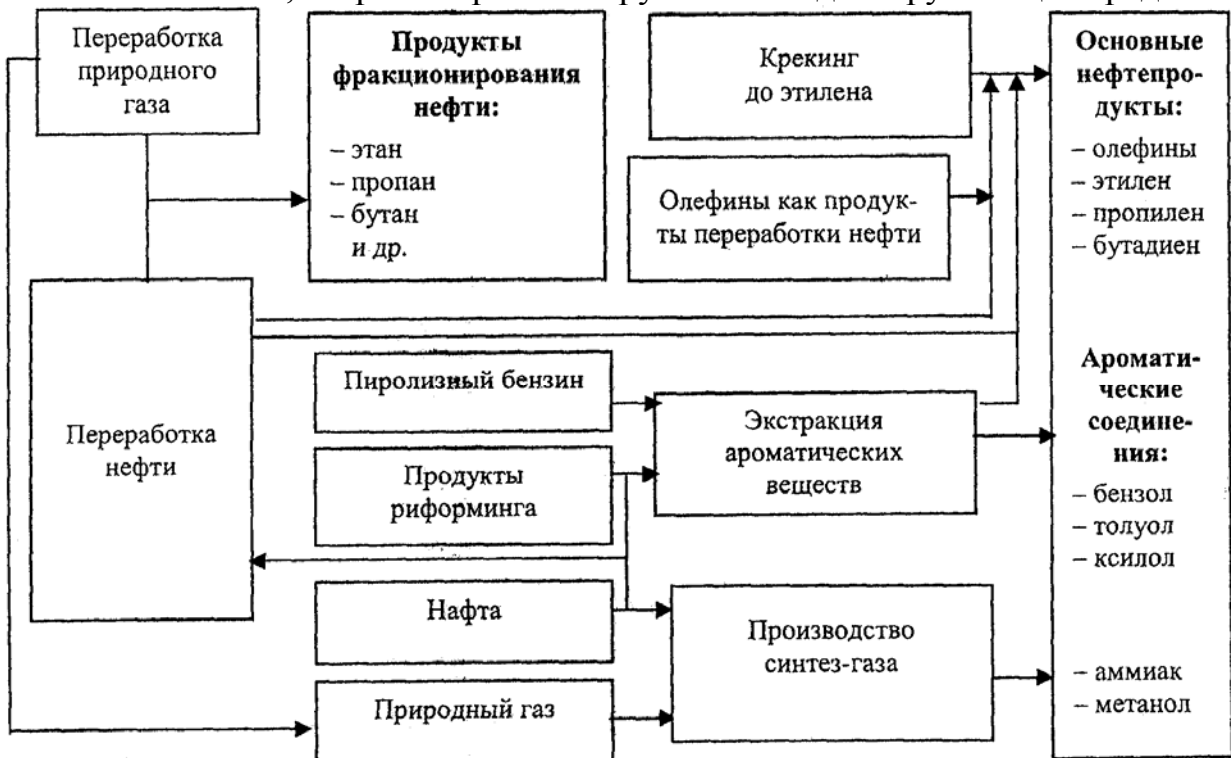 Переработка
природного
газа
Продукты
фракционирования
нефти:
– этан
– пропан
– бутан
и др.
Крекинг
до этилена
Олефины как продук-
ты переработки нефти
Основные
нефтепро-
дукты:
– олефины
– этилен
– пропилен
– бутадиен
Переработка
нефти
Пиролизный бензин
Продукты
риформинга
Нафта
Природный газ
Экстракция
ароматических
веществ
Производство
синтез-газа
Аромати-
ческие
соедине-
ния:
– бензол
– толуол
– ксилол
– аммиак
– метанол